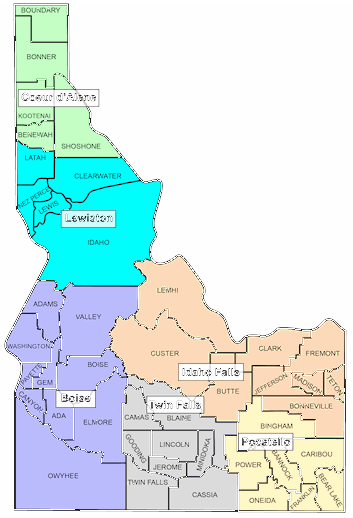 BOUNDARY
BONNER
Coeur d'Alene
KOOTENAI
BENEWAH
SHOSHONE
LATAH
CLEARWATER
NEZ PERCE
LEWIS
Lewiston
IDAHO
LEMHI
ADAMS
VALLEY
WASHINGTON
CUSTER
CLARK
FREMONT
BOISE
Idaho Falls
PAYETTE
GEM
JEFFERSON
MADISON
TETON
CANYON
Boise
BUTTE
ADA
Twin Falls
BONNEVILLE
CAMAS
BLAINE
ELMORE
BINGHAM
GOODING
LINCOLN
Pocatello
MINIDOKA
BANNOCK
CARIBOU
JEROME
POWER
OWYHEE
TWIN FALLS
BEAR LAKE
CASSIA
ONEIDA
FRANKLIN